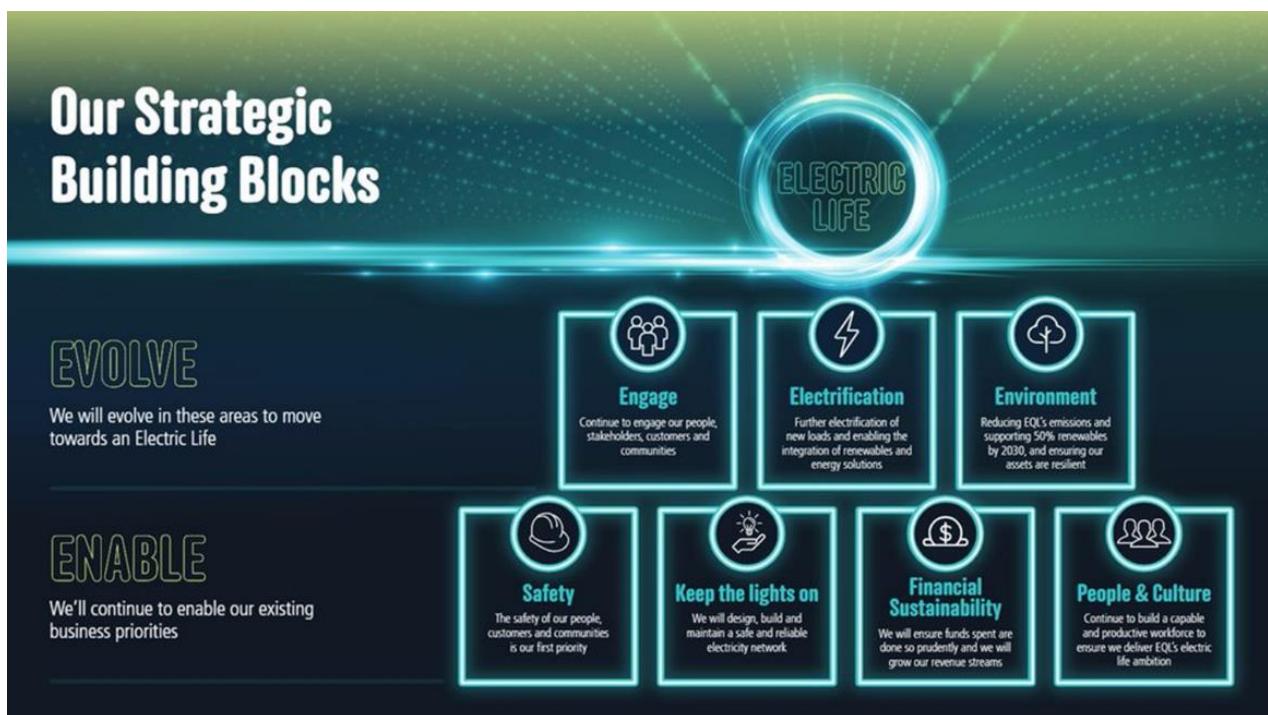 Our Strategic
Building Blocks
ELECTRIC
LIFE
EVOLVE
We will evolve in these areas to move
towards an Electric Life
Engage
Continue to engage our people,
stakeholders, customers and
communities
Electrification
Further electrification of
new loads and enabling the
integration of renewables and
energy solutions
Environment
Reducing EQL's emissions and
supporting 50% renewables
by 2030, and ensuring our
assets are resilient
ENABLE
We'll continue to enable our existing
business priorities
Safety
The safety of our people,
customers and communities
is our first priority
Keep the lights on
We will design, build and
maintain a safe and reliable
electricity network
Financial
Sustainability
We will ensure funds spent are
done so prudently and we will
grow our revenue streams
People & Culture
Continue to build a capable
and productive workforce to
ensure we deliver EQL's electric
life ambition